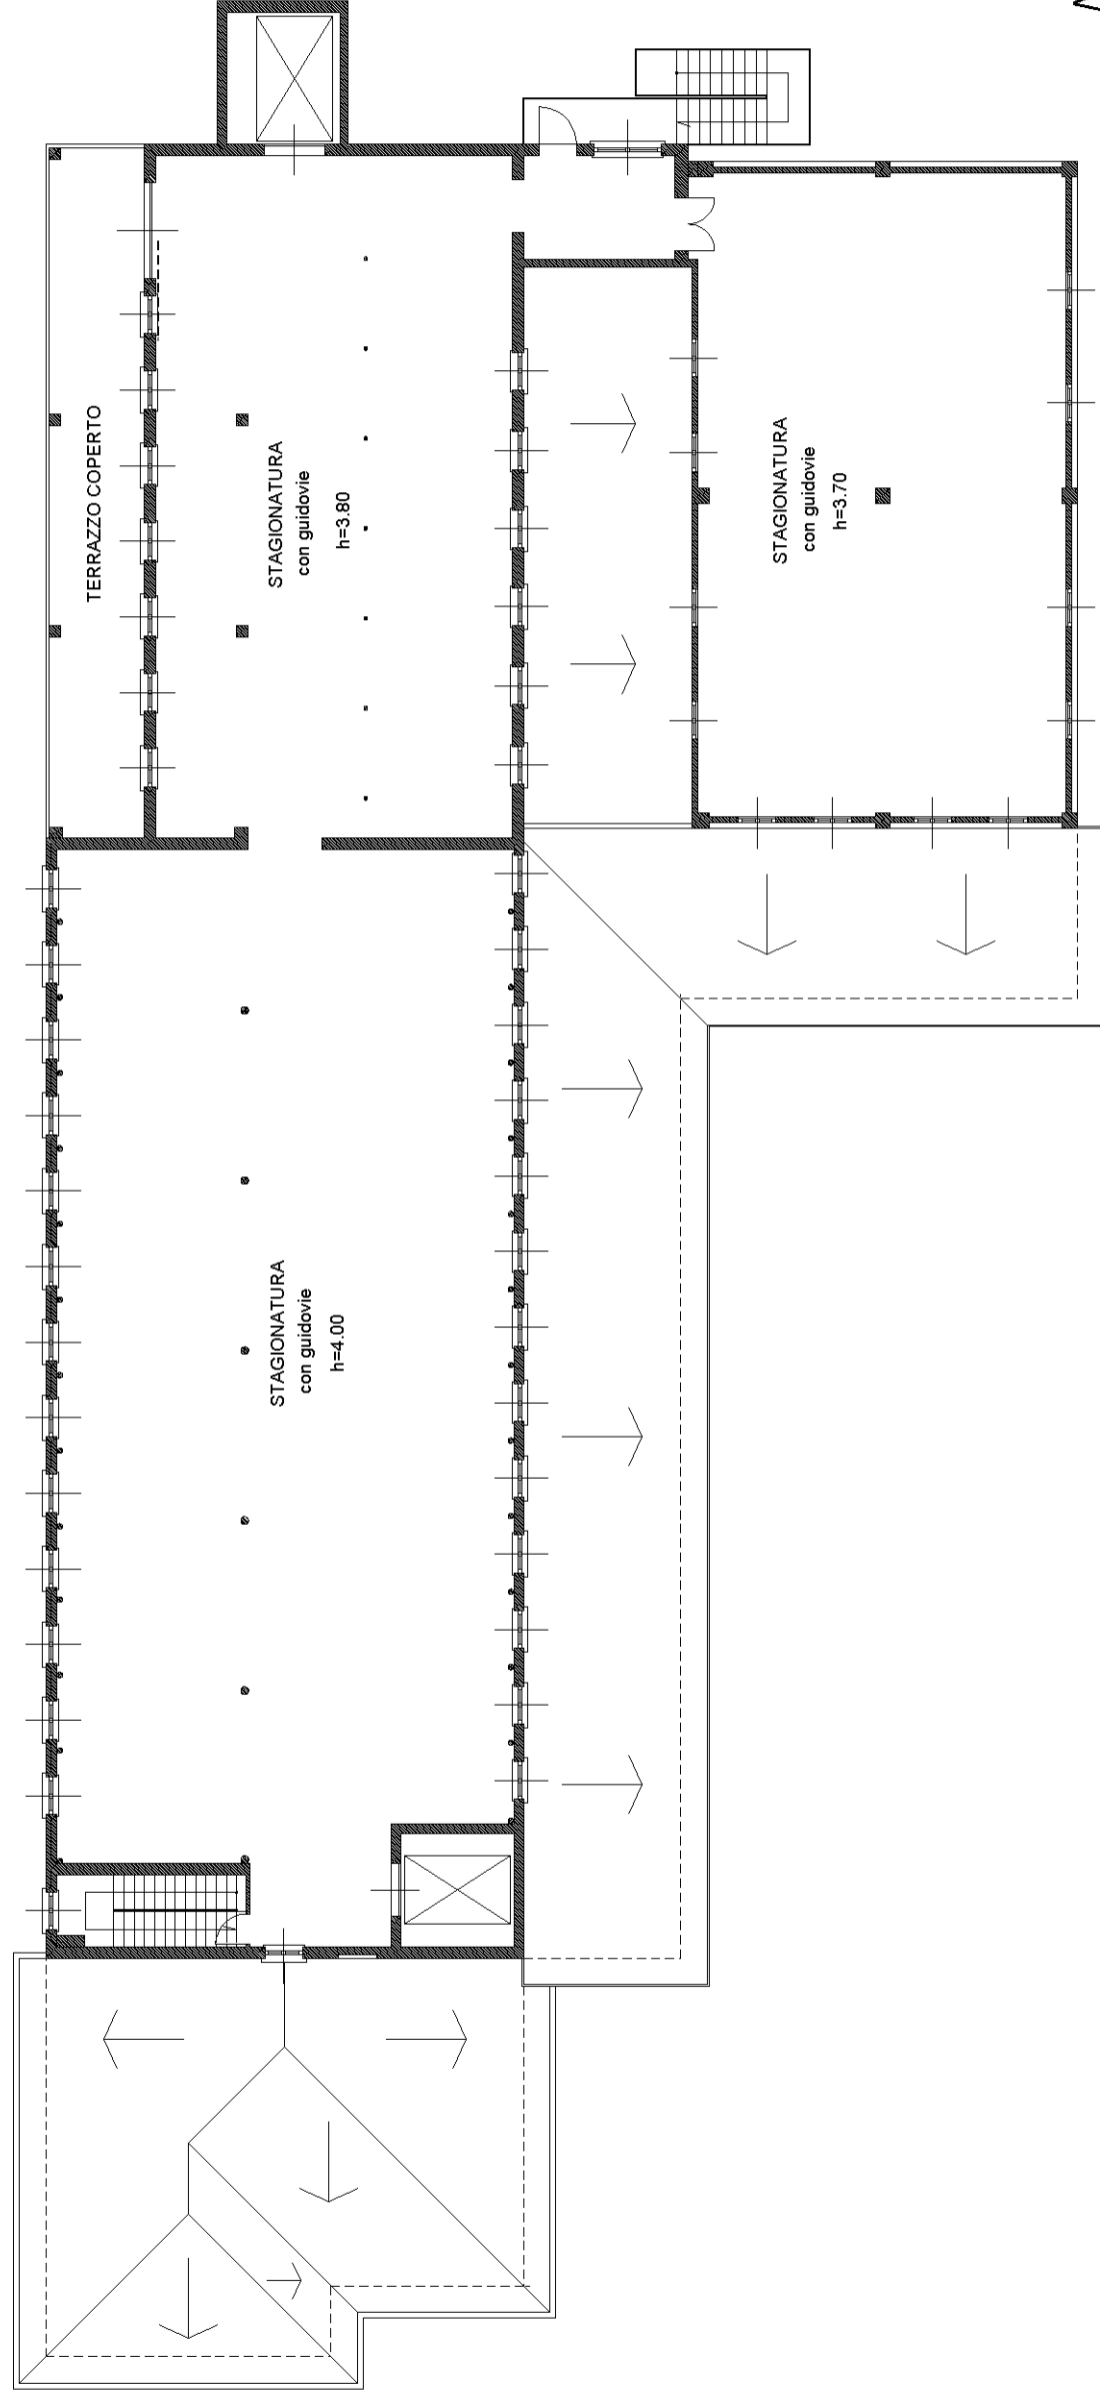 TERRAZZO COPERTO
STAGIONATURA
con guidovie
h=3.80
STAGIONATURA
con guidovie
h=3.70
STAGIONATURA
con guidovie
h=4.00